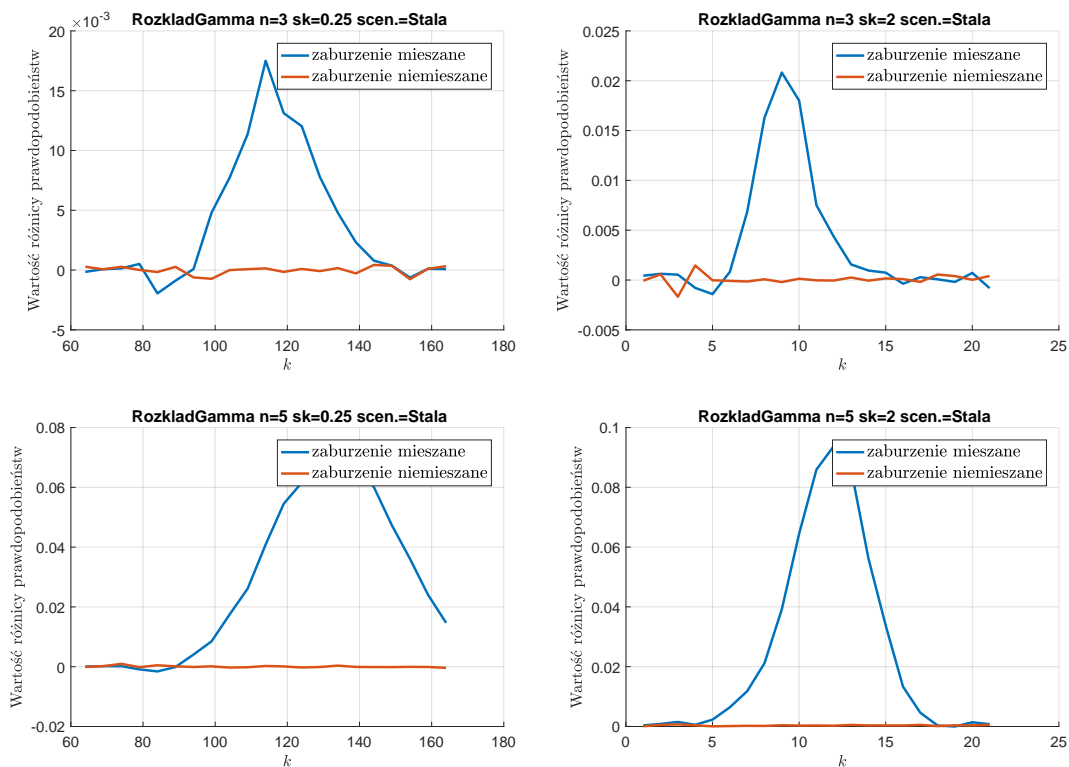 RozkladGamma n=3 sk=0.25 scen.=Stala
×10⁻³
20
15
10
5
0
-5
60 80 100 120 140 160 180
k
Wartość różnicy prawdopodobieństw
zaburzenie mieszane
zaburzenie niemieszane
RozkladGamma n=3 sk=2 scen.=Stala
0.025
0.02
0.015
0.01
0.005
0
-0.005
0 5 10 15 20 25
k
Wartość różnicy prawdopodobieństw
zaburzenie mieszane
zaburzenie niemieszane
RozkladGamma n=5 sk=0.25 scen.=Stala
0.08
0.06
0.04
0.02
0
-0.02
60 80 100 120 140 160 180
k
Wartość różnicy prawdopodobieństw
zaburzenie mieszane
zaburzenie niemieszane
RozkladGamma n=5 sk=2 scen.=Stala
0.1
0.08
0.06
0.04
0.02
0
0 5 10 15 20 25
k
Wartość różnicy prawdopodobieństw
zaburzenie mieszane
zaburzenie niemieszane